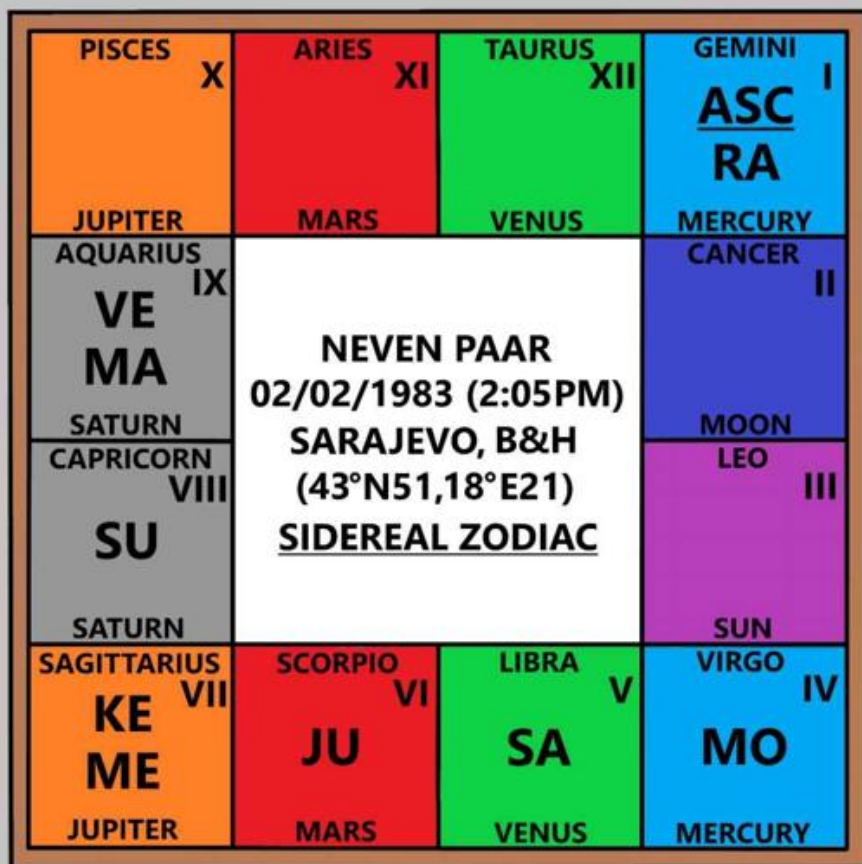 PISCES
X
JUPITER
ARIES
XI
MARS
TAURUS
XII
VENUS
GEMINI
I
ASC
RA
MERCURY
AQUARIUS
IX
VE
MA
SATURN
CANCER
II
MOON
CAPRICORN
VIII
SU
SATURN
LEO
III
SUN
NEVEN PAAR
02/02/1983 (2:05PM)
SARAJEVO, B&H
(43°N51,18°E21)
SIDEREAL ZODIAC
SAGITTARIUS
VII
KE
ME
JUPITER
SCORPIO
VI
JU
MARS
LIBRA
V
SA
VENUS
VIRGO
IV
MO
MERCURY